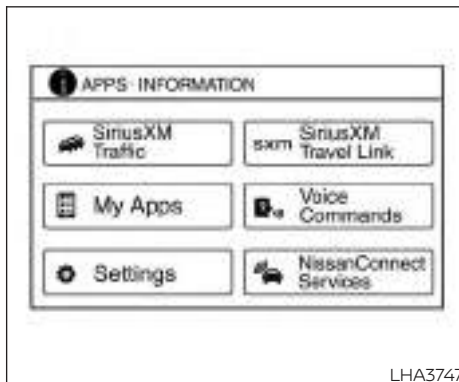 i APPS · INFORMATION
SiriusXM
Traffic
sxm SiriusXM
Travel Link
My Apps
Voice
Commands
Settings
NissanConnect
Services
LHA3747